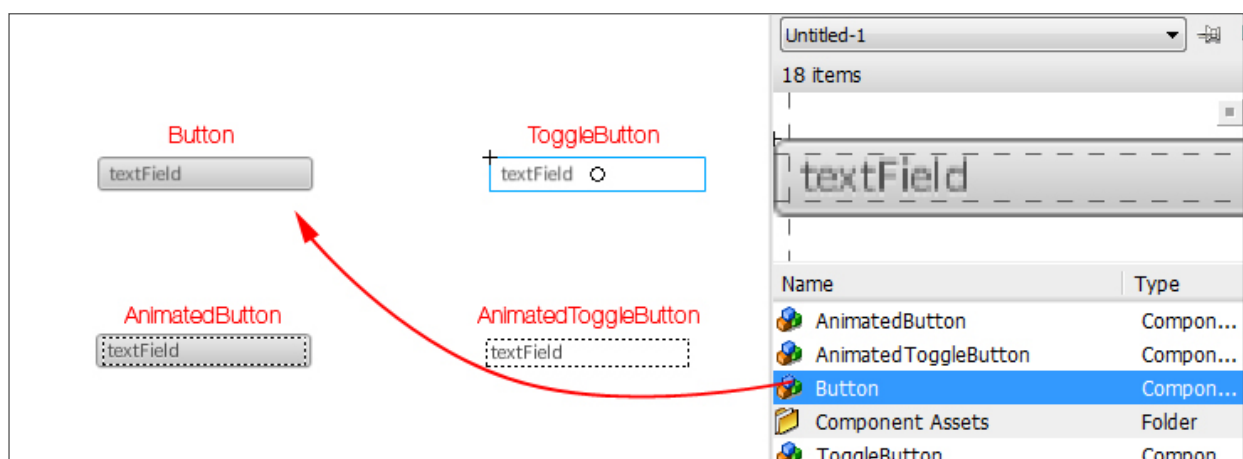 Untitled-1
18 items
Button
ToggleButton
textField
textField
textField
AnimatedButton
AnimatedToggleButton
textField
textField
Name Type
AnimatedButton Compon...
AnimatedToggleButton Compon...
Button Compon...
Component Assets Folder
ToggleButton Compon